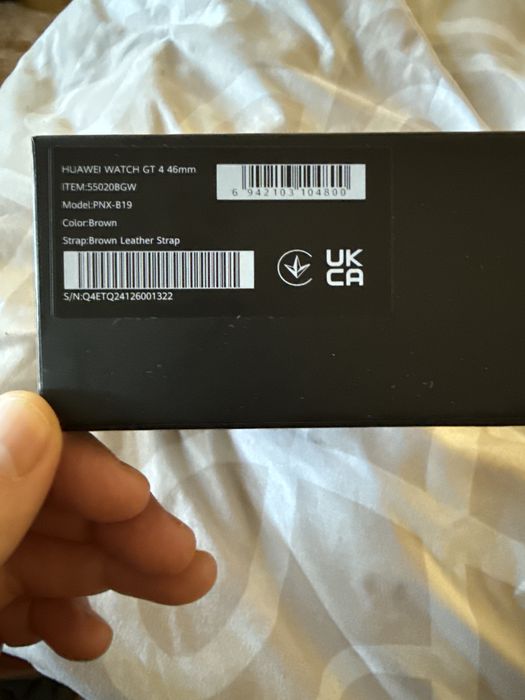 HUAWEI WATCH GT 4 46mm
ITEM:55020BGW
Model:PNX-B19
Color:Brown
Strap:Brown Leather Strap
S/N:Q4ETQ24126001322
6 942103 104800
UK
CA